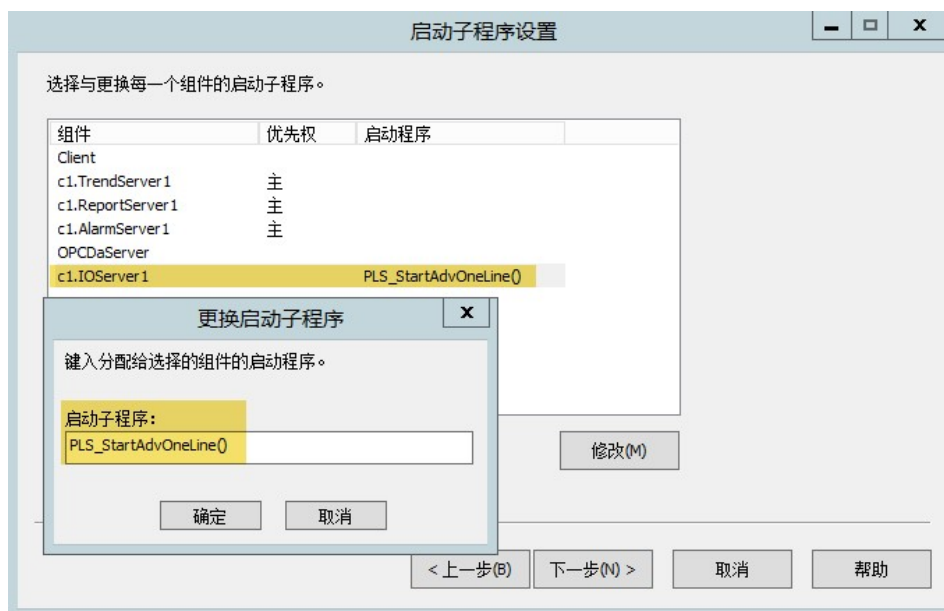 启动子程序设置
选择与更换每一个组件的启动子程序。
组件 优先权 启动程序
Client
c1.TrendServer1 主
c1.ReportServer1 主
c1.AlarmServer1 主
OPCDaServer
c1.IOServer1 PLS_StartAdvOneLine()
更换启动子程序 x
键入分配给选择的组件的启动程序。
启动子程序:
PLS_StartAdvOneLine()
修改(M)
确定 取消
<上一步(B) 下一步(N) > 取消 帮助